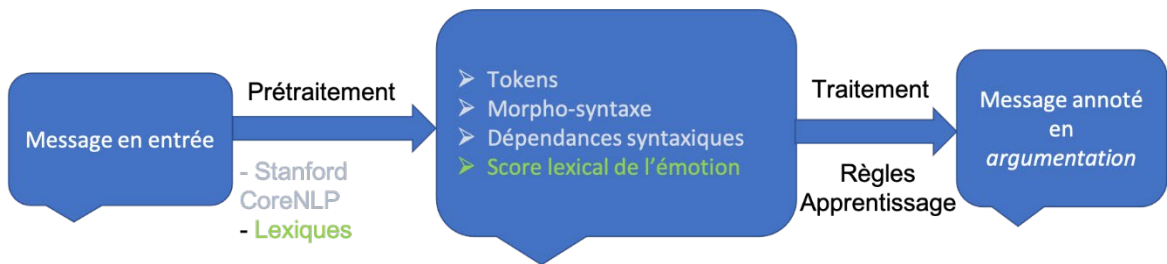 Message en entrée
Prétraitement
- Stanford
CoreNLP
- Lexiques
➢ Tokens
➢ Morpho-syntaxe
➢ Dépendances syntaxiques
➢ Score lexical de l'émotion
Traitement
Règles
Apprentissage
Message annoté
en
argumentation